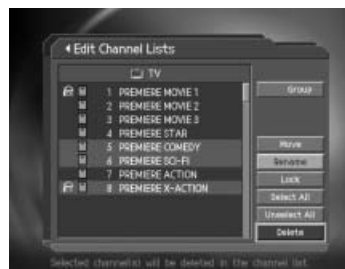 Edit Channel Lists
TV
1 PREMIERE MOVIE 1
2 PREMIERE MOVIE 2
3 PREMIERE MOVIE 3
4 PREMIERE STAR
5 PREMIERE COMEDY
6 PREMIERE SCI-FI
7 PREMIERE ACTION
8 PREMIERE X-ACTION
Group
Move
Rename
Lock
Select All
Unselect All
Delete
Selected channel(s) will be deleted in the channel list